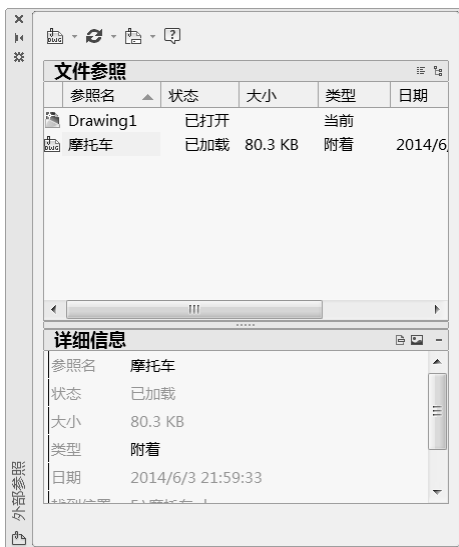 文件参照
参照名 状态 大小 类型 日期
Drawing1 已打开 当前
摩托车 已加载 80.3 KB 附着 2014/6/
详细信息
参照名 摩托车
状态 已加载
大小 80.3 KB
类型 附着
日期 2014/6/3 21:59:33
外部参照